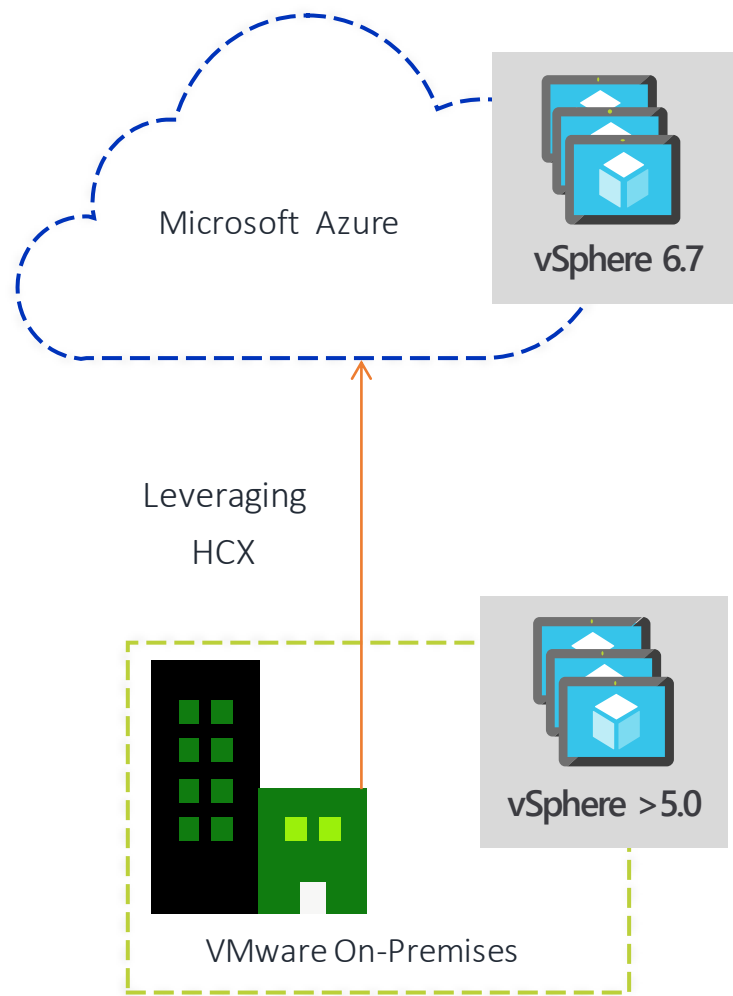 Microsoft Azure
vSphere 6.7
Leveraging
HCX
vSphere >5.0
VMware On-Premises